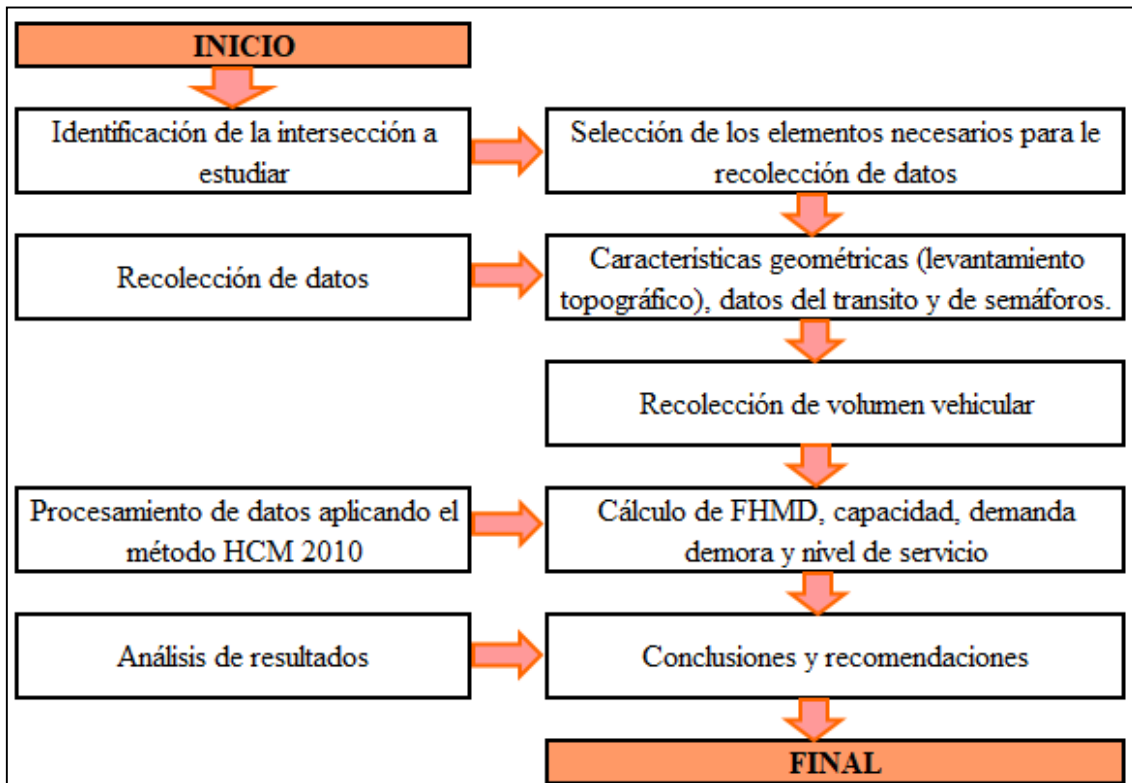 INICIO
Identificación de la intersección a
estudiar
Selección de los elementos necesarios para le
recolección de datos
Recolección de datos
Características geométricas (levantamiento
topográfico), datos del transito y de semáforos.
Recolección de volumen vehicular
Procesamiento de datos aplicando el
método HCM 2010
Cálculo de FHMD, capacidad, demanda
demora y nivel de servicio
Análisis de resultados
Conclusiones y recomendaciones
FINAL